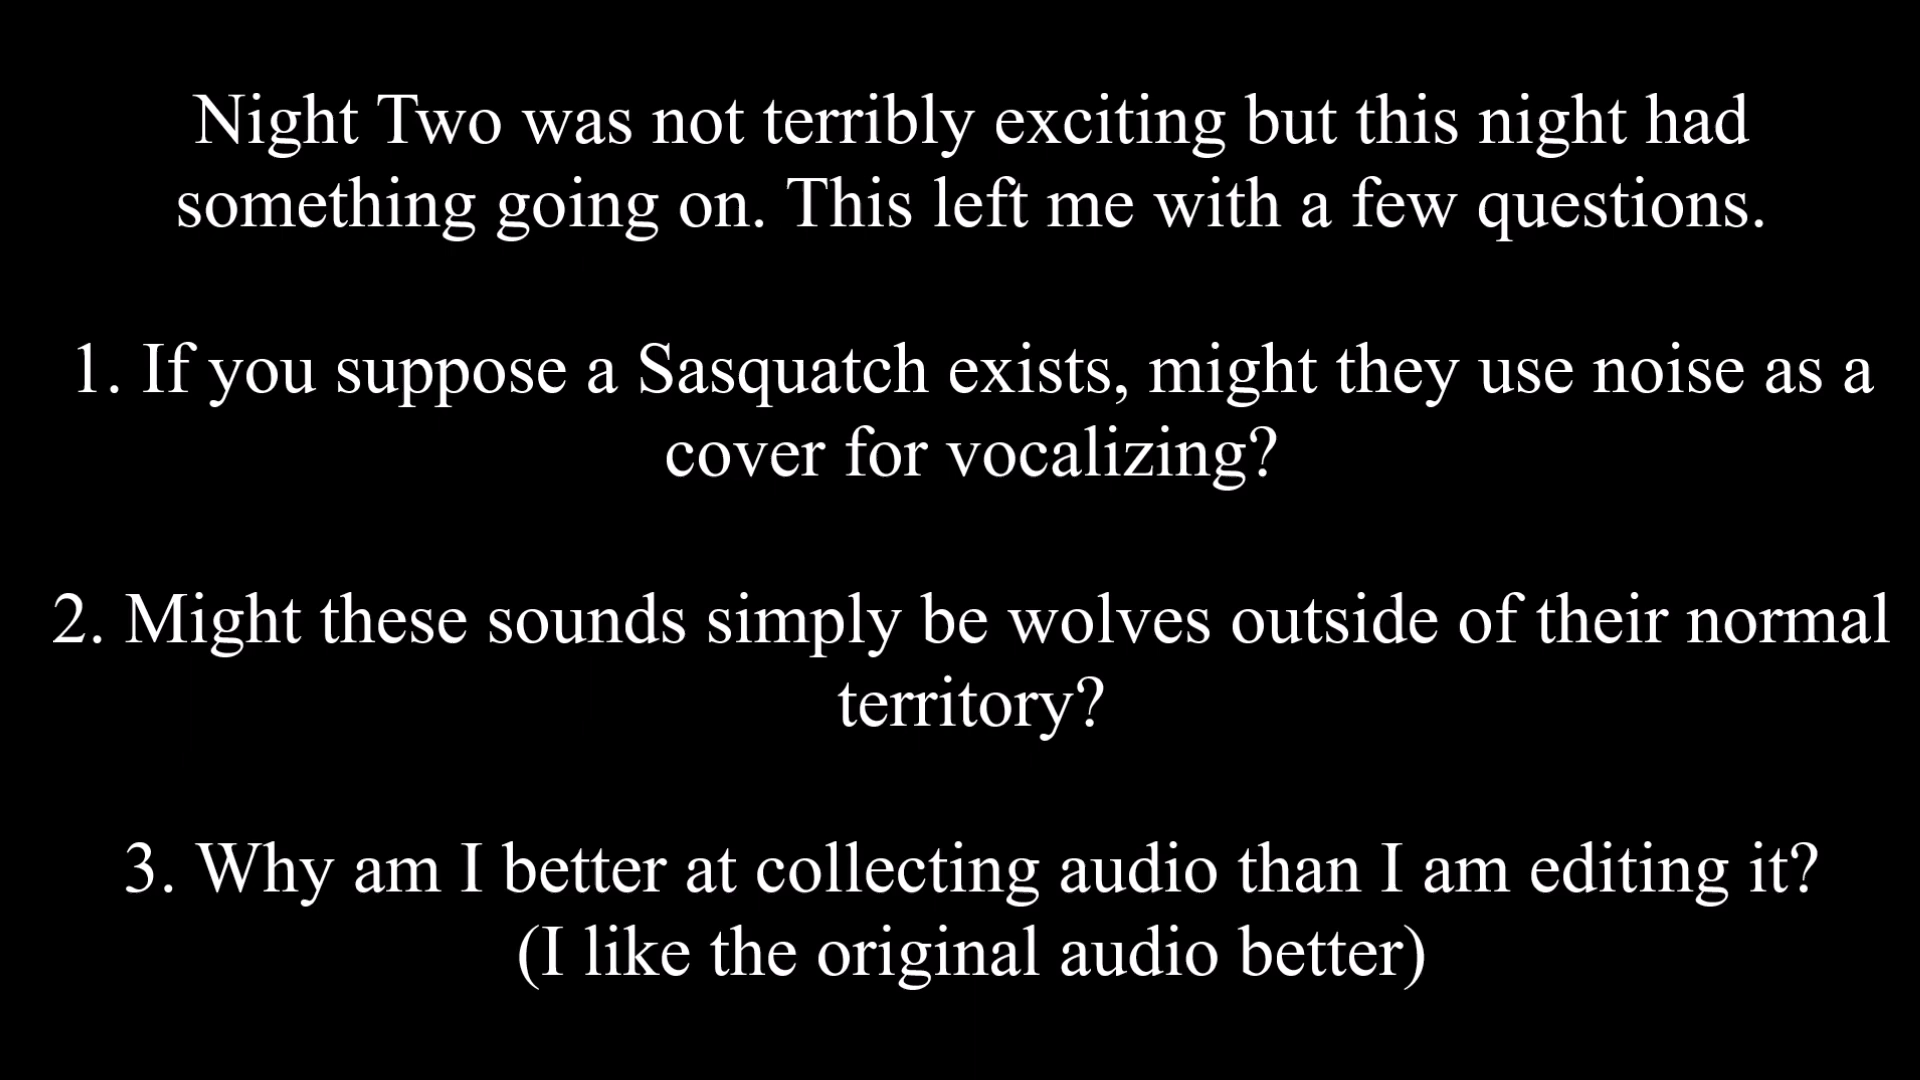 Night Two was not terribly exciting but this night had
something going on. This left me with a few questions.
1. If you suppose a Sasquatch exists, might they use noise as a
cover for vocalizing?
2. Might these sounds simply be wolves outside of their normal
territory?
3. Why am I better at collecting audio than I am editing it?
(I like the original audio better)